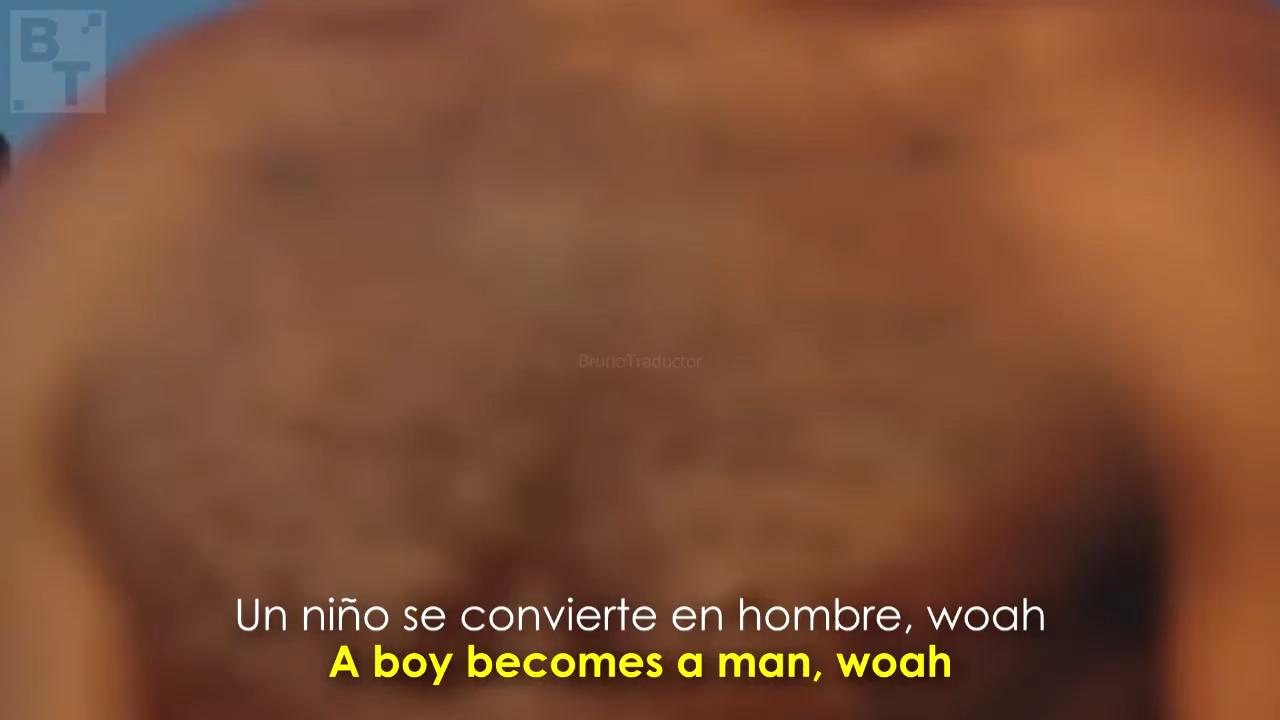 B
T
BrunoTraductor
Un niño se convierte en hombre, woah
A boy becomes a man, woah